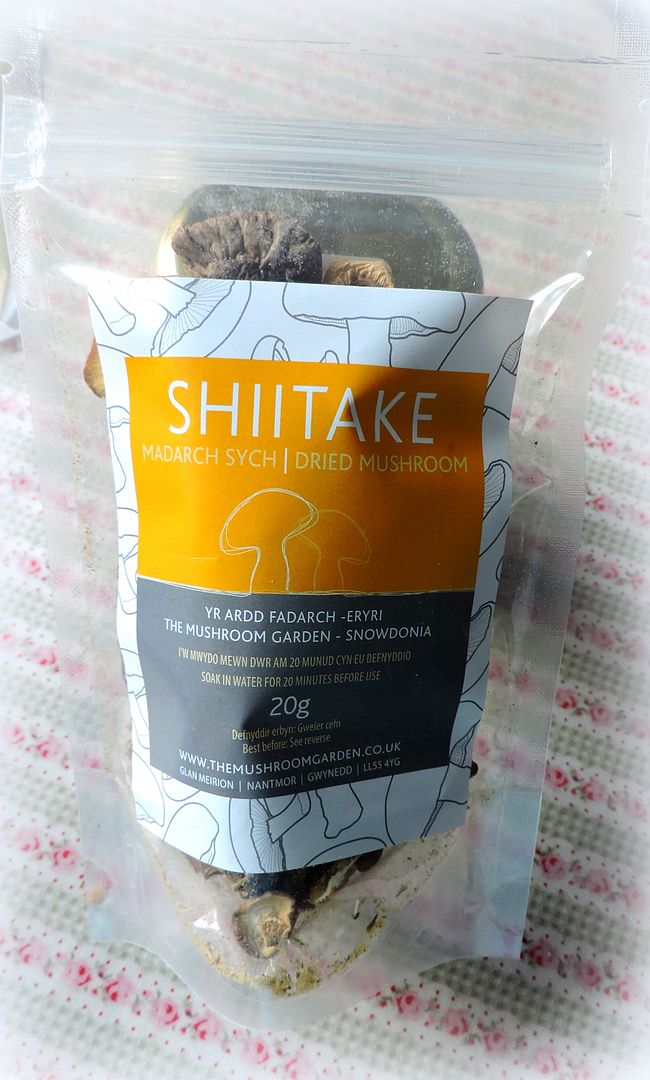 SHIITAKE
MADARCH SYCH | DRIED MUSHROOM
YR ARDD FADARCH -ERYRI
THE MUSHROOM GARDEN - SNOWDONIA
I'W MWYDO MEWN DWR AM 20 MUNUD CYN EU DEFNYDDIO
SOAK IN WATER FOR 20 MINUTES BEFORE USE
20g
Defnyddir erbyn: Gweler cefn
Best before: See reverse
WWW.THEMUSHROOMGARDEN.CO.UK
GLAN MEIRION | NANTMOR | GWYNEDD | LL55 4YG